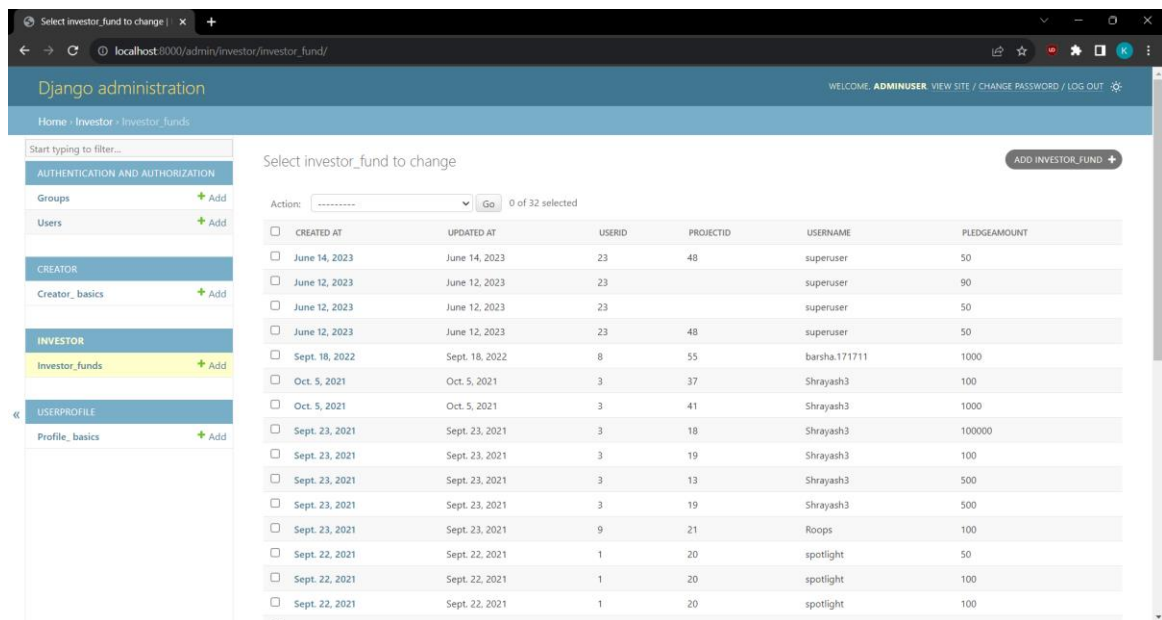 Select investor_fund to change |
localhost:8000/admin/investor/investor_fund/
K
Django administration
WELCOME, ADMINUSER. VIEW SITE / CHANGE PASSWORD / LOG OUT
Home › Investor › Investor_funds
Start typing to filter...
AUTHENTICATION AND AUTHORIZATION
Groups + Add
Users + Add
CREATOR
Creator_ basics + Add
INVESTOR
Investor_funds + Add
USERPROFILE
Profile_ basics + Add
«
Select investor_fund to change
ADD INVESTOR_FUND +
Action: --------- Go 0 of 32 selected
CREATED AT UPDATED AT USERID PROJECTID USERNAME PLEDGEAMOUNT
June 14, 2023 June 14, 2023 23 48 superuser 50
June 12, 2023 June 12, 2023 23 superuser 90
June 12, 2023 June 12, 2023 23 superuser 50
June 12, 2023 June 12, 2023 23 48 superuser 50
Sept. 18, 2022 Sept. 18, 2022 8 55 barsha.171711 1000
Oct. 5, 2021 Oct. 5, 2021 3 37 Shrayash3 100
Oct. 5, 2021 Oct. 5, 2021 3 41 Shrayash3 1000
Sept. 23, 2021 Sept. 23, 2021 3 18 Shrayash3 100000
Sept. 23, 2021 Sept. 23, 2021 3 19 Shrayash3 100
Sept. 23, 2021 Sept. 23, 2021 3 13 Shrayash3 500
Sept. 23, 2021 Sept. 23, 2021 3 19 Shrayash3 500
Sept. 23, 2021 Sept. 23, 2021 9 21 Roops 100
Sept. 22, 2021 Sept. 22, 2021 1 20 spotlight 50
Sept. 22, 2021 Sept. 22, 2021 1 20 spotlight 100
Sept. 22, 2021 Sept. 22, 2021 1 20 spotlight 100